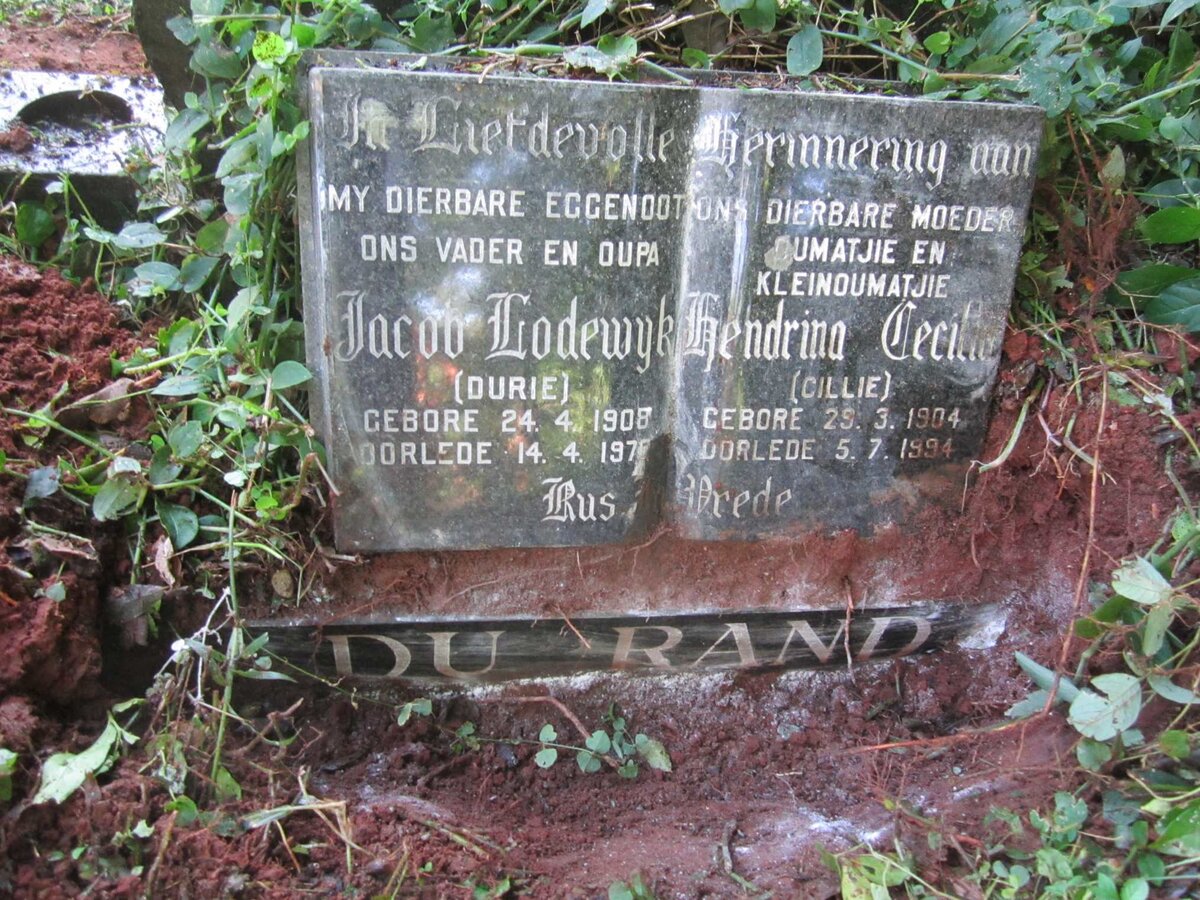 In Liefdevolle Herinnering aan
MY DIERBARE EGGENOOT
ONS VADER EN OUPA
Jacob Lodewyk
(DURIE)
GEBORE 24. 4. 1908
OORLEDE 14. 4.
ONS DIERBARE MOEDER
OUMATJIE EN
KLEINOUMATJIE
Hendrina Cecilia
(CILLIE)
GEBORE 29. 3. 1904
OORLEDE 5. 7. 1994
Rus Vrede
DU RAND